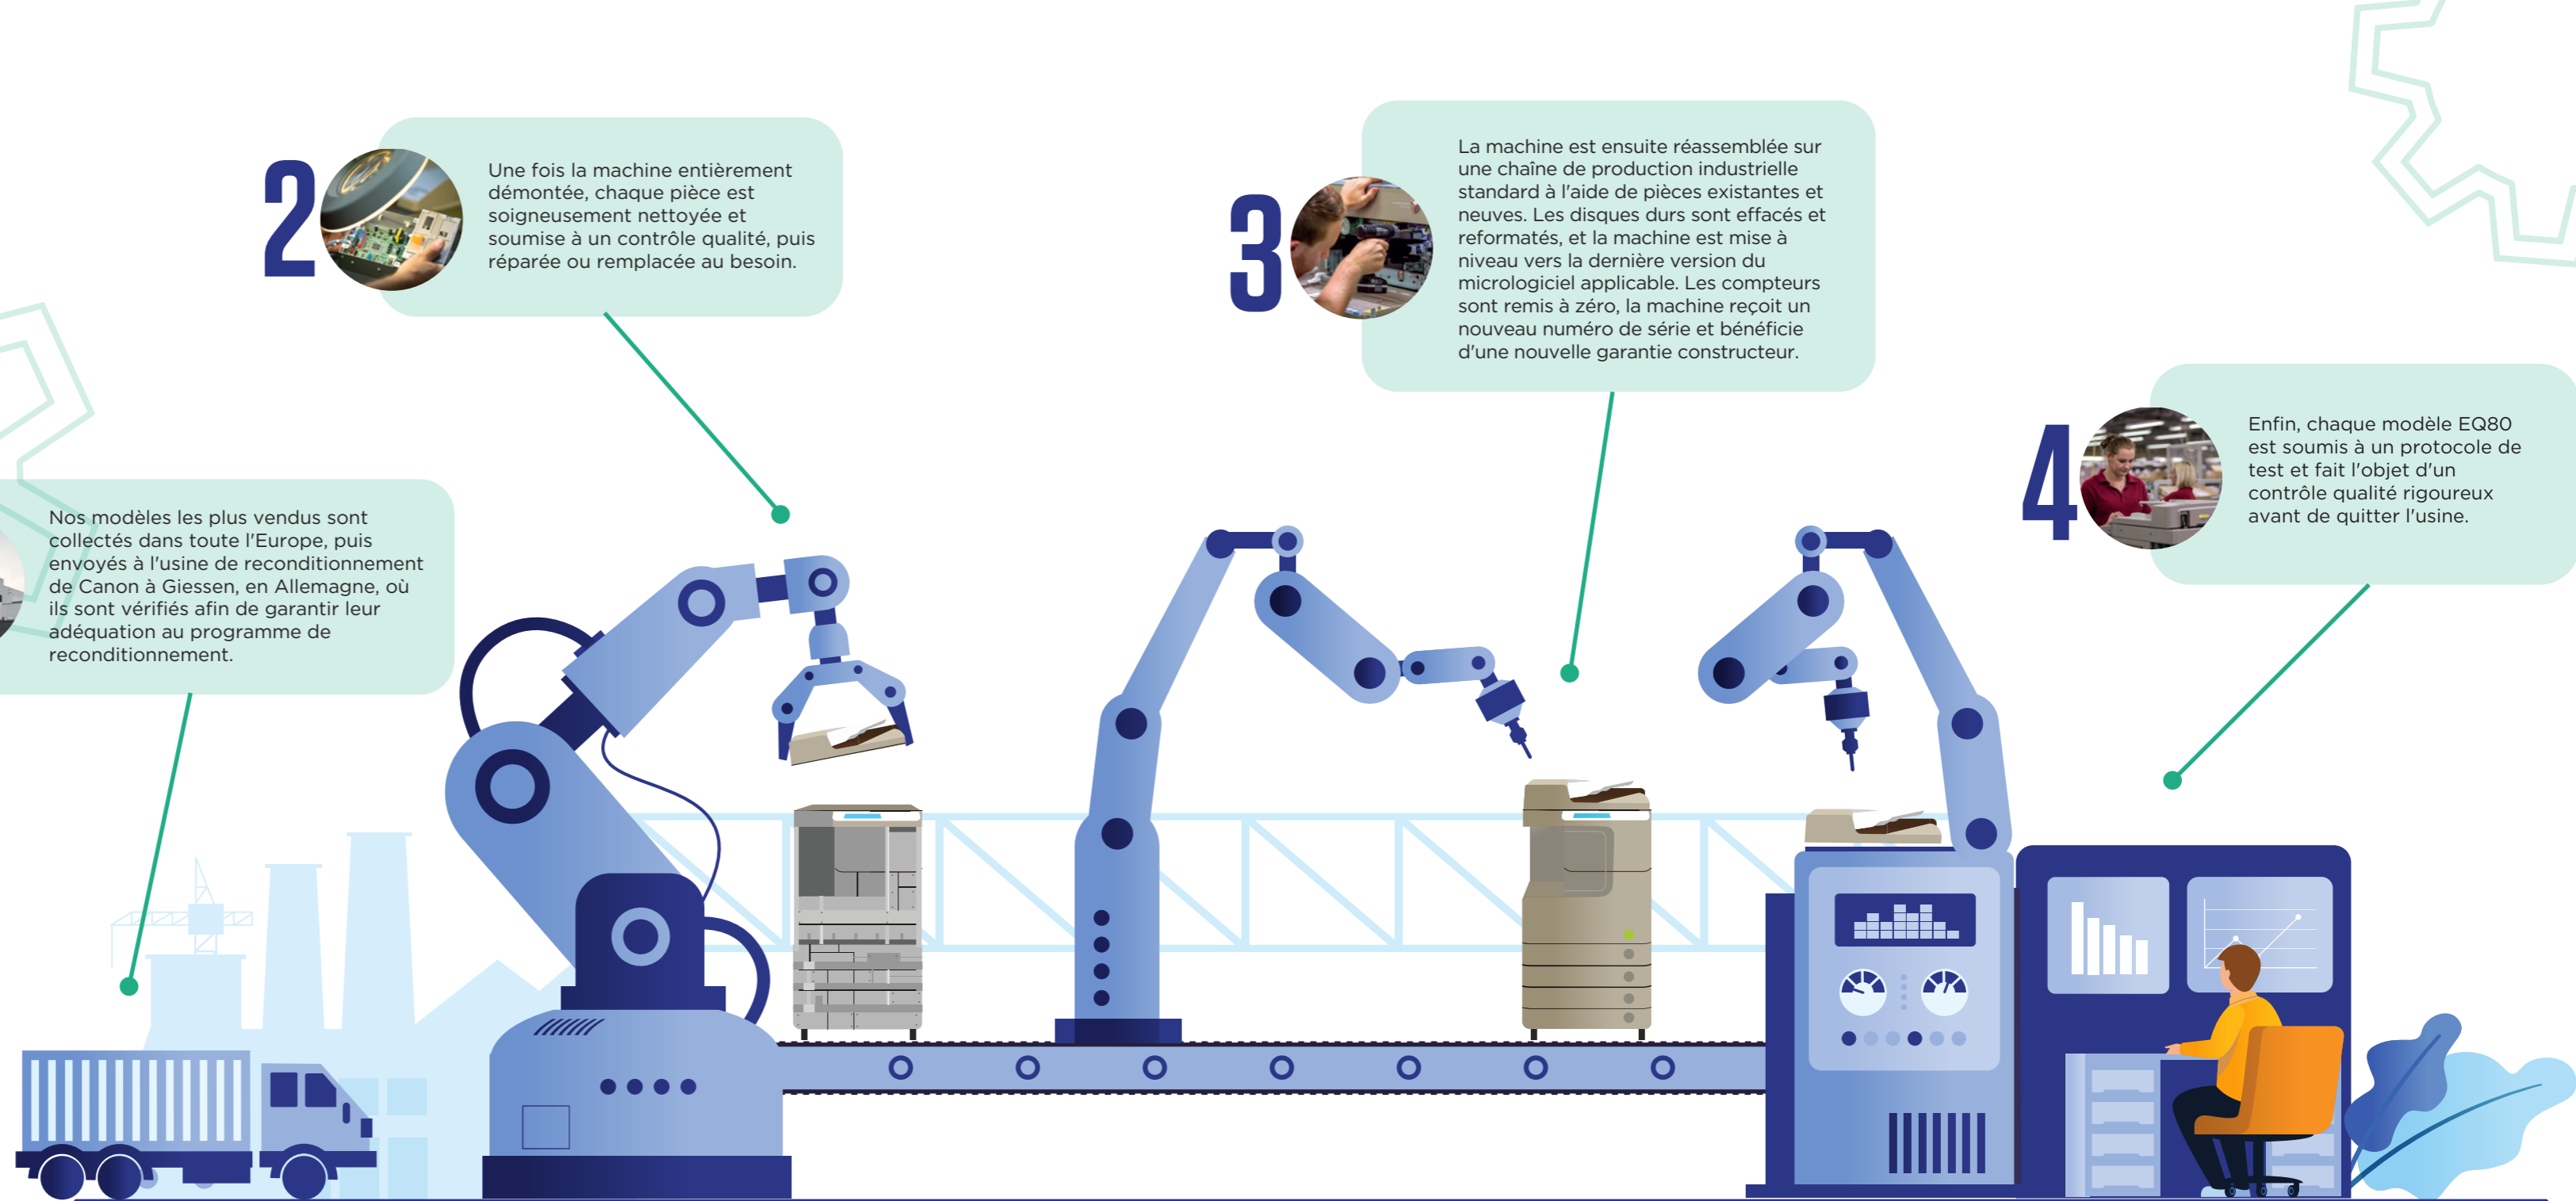 Nos modèles les plus vendus sont
collectés dans toute l'Europe, puis
envoyés à l'usine de reconditionnement
de Canon à Giessen, en Allemagne, où
ils sont vérifiés afin de garantir leur
adéquation au programme de
reconditionnement.
2
Une fois la machine entièrement
démontée, chaque pièce est
soigneusement nettoyée et
soumise à un contrôle qualité, puis
réparée ou remplacée au besoin.
3
La machine est ensuite réassemblée sur
une chaîne de production industrielle
standard à l'aide de pièces existantes et
neuves. Les disques durs sont effacés et
reformatés, et la machine est mise à
niveau vers la dernière version du
micrologiciel applicable. Les compteurs
sont remis à zéro, la machine reçoit un
nouveau numéro de série et bénéficie
d'une nouvelle garantie constructeur.
4
Enfin, chaque modèle EQ80
est soumis à un protocole de
test et fait l'objet d'un
contrôle qualité rigoureux
avant de quitter l'usine.